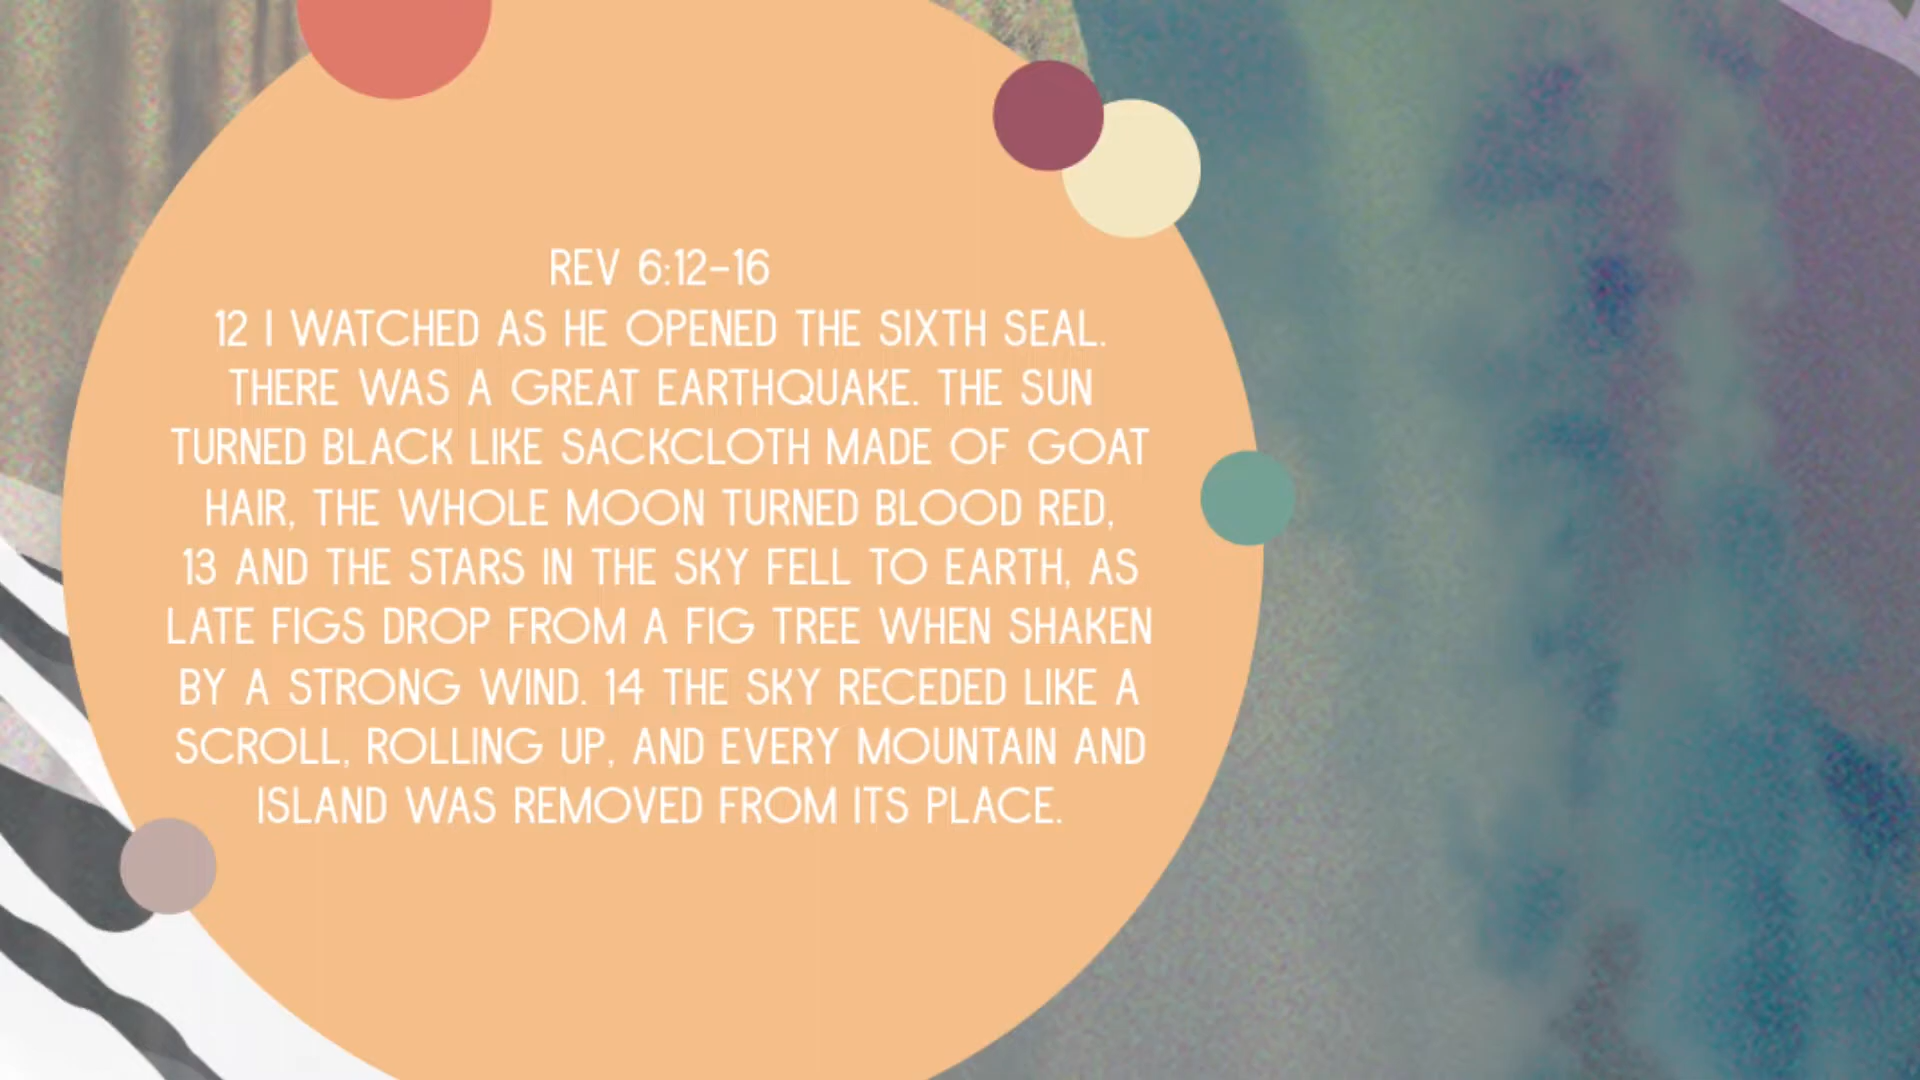 REV 6:12-16
12 I WATCHED AS HE OPENED THE SIXTH SEAL.
THERE WAS A GREAT EARTHQUAKE. THE SUN
TURNED BLACK LIKE SACKCLOTH MADE OF GOAT
HAIR, THE WHOLE MOON TURNED BLOOD RED,
13 AND THE STARS IN THE SKY FELL TO EARTH, AS
LATE FIGS DROP FROM A FIG TREE WHEN SHAKEN
BY A STRONG WIND. 14 THE SKY RECEDED LIKE A
SCROLL, ROLLING UP, AND EVERY MOUNTAIN AND
ISLAND WAS REMOVED FROM ITS PLACE.